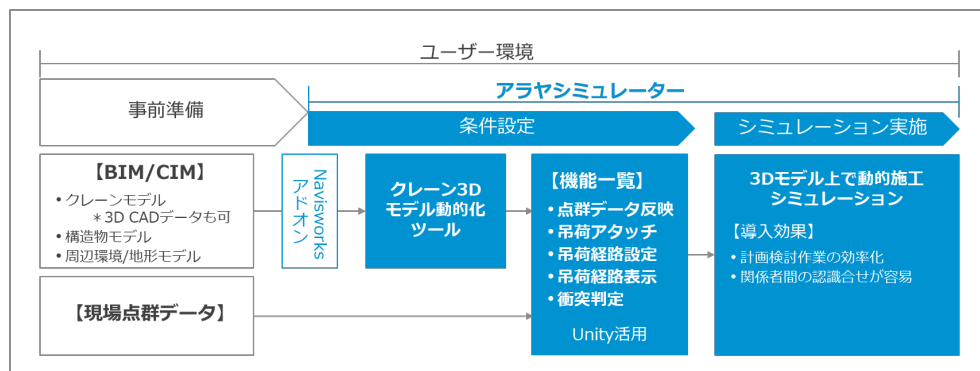 ユーザー環境
アラヤシミュレーター
事前準備
条件設定
シミュレーション実施
【BIM/CIM】
•クレーンモデル
＊3D CADデータも可
•構造物モデル
•周辺環境/地形モデル
Navisworks
アドオン
クレーン3D
モデル動的化
ツール
【機能一覧】
•点群データ反映
•吊荷アタッチ
•吊荷経路設定
•吊荷経路表示
•衝突判定
Unity活用
3Dモデル上で動的施工
シミュレーション
【導入効果】
•計画検討作業の効率化
•関係者間の認識合せが容易
【現場点群データ】